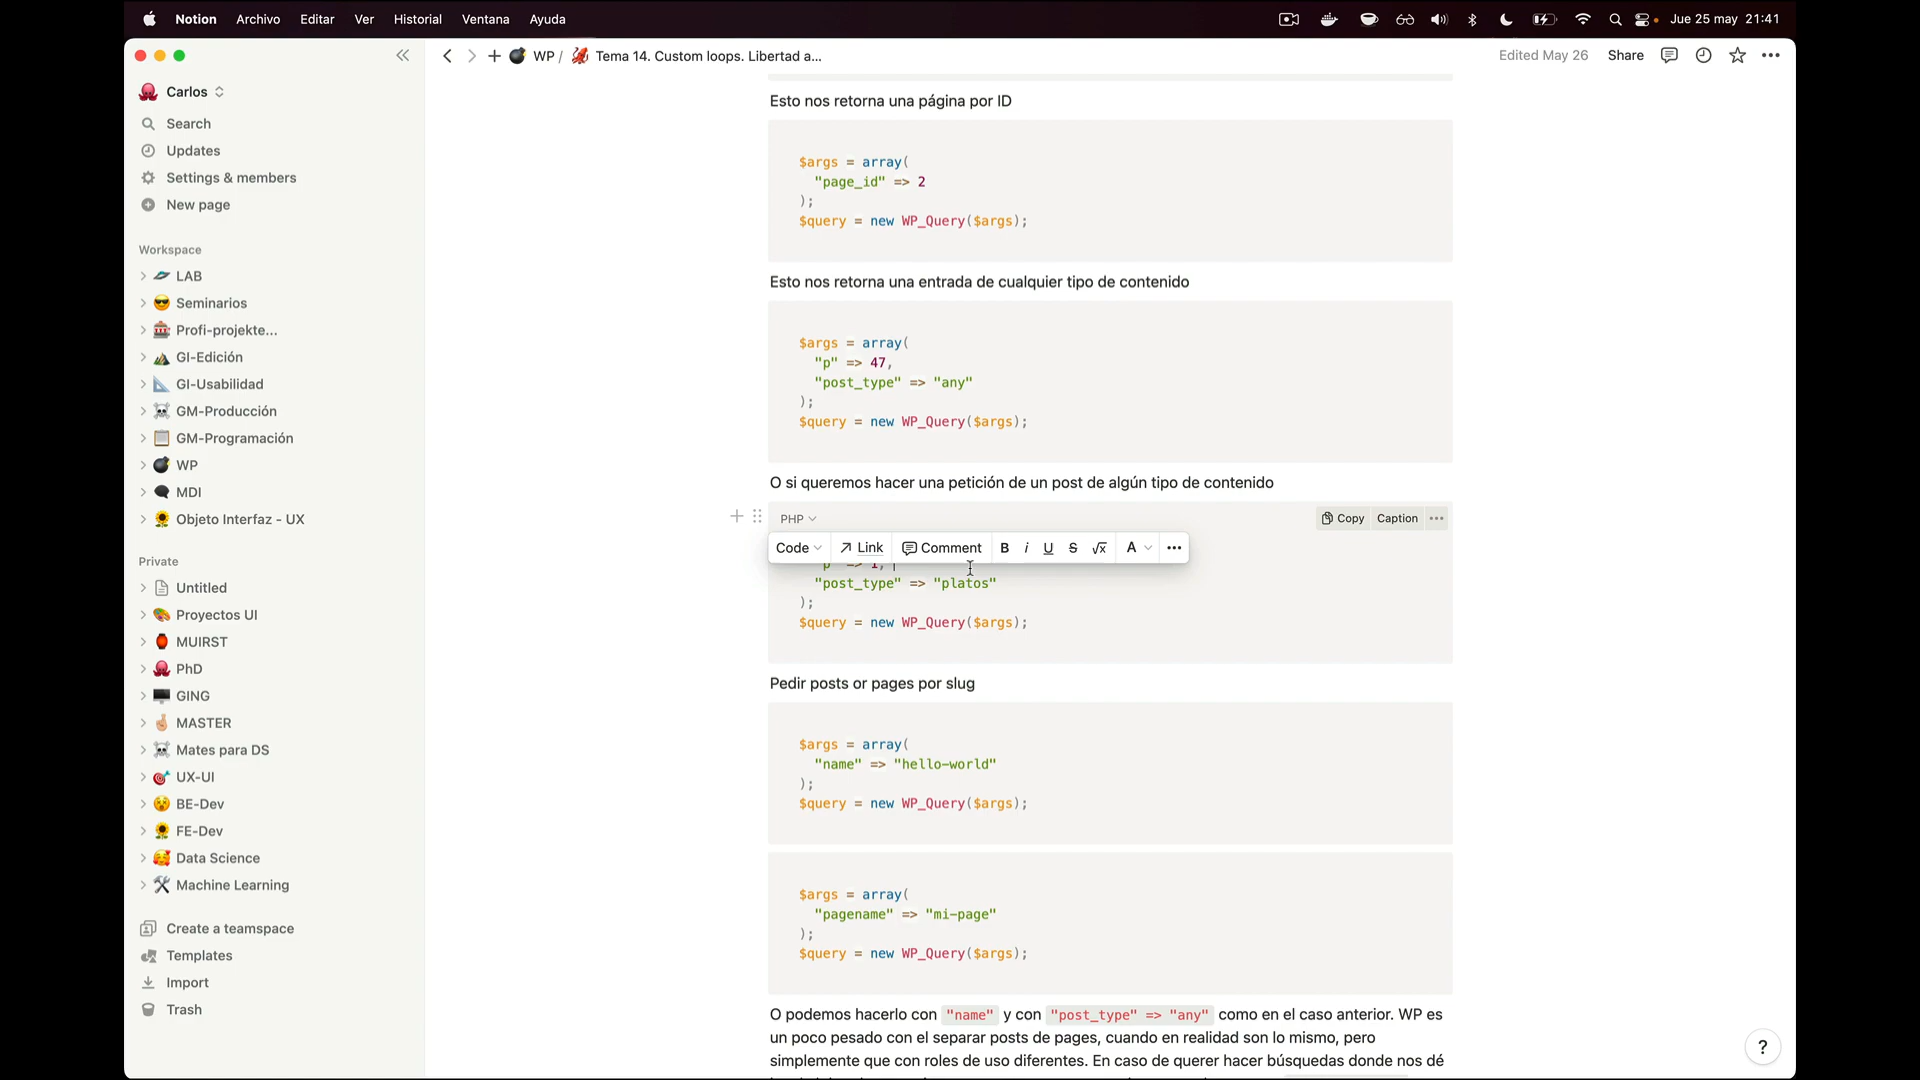 Notion Archivo Editar Ver Historial Ventana Ayuda Jue 25 may 21:41
WP / Tema 14. Custom loops. Libertad a... Edited May 26 Share
Carlos
Search
Updates
Settings & members
New page
Workspace
LAB
Seminarios
Profi-projekte...
GI-Edición
GI-Usabilidad
GM-Producción
GM-Programación
WP
MDI
Objeto Interfaz - UX
Private
Untitled
Proyectos UI
MUIRST
PhD
GING
MASTER
Mates para DS
UX-UI
BE-Dev
FE-Dev
Data Science
Machine Learning
Create a teamspace
Templates
Import
Trash
Esto nos retorna una página por ID
$args = array(
"page_id" => 2
);
$query = new WP_Query($args);
Esto nos retorna una entrada de cualquier tipo de contenido
$args = array(
"p" => 47,
"post_type" => "any"
);
$query = new WP_Query($args);
O si queremos hacer una petición de un post de algún tipo de contenido
PHP Copy Caption
Code Link Comment B i U S √x A
"p" => 1,
"post_type" => "platos"
);
$query = new WP_Query($args);
Pedir posts or pages por slug
$args = array(
"name" => "hello-world"
);
$query = new WP_Query($args);
$args = array(
"pagename" => "mi-page"
);
$query = new WP_Query($args);
O podemos hacerlo con "name" y con "post_type" => "any" como en el caso anterior. WP es
un poco pesado con el separar posts de pages, cuando en realidad son lo mismo, pero
simplemente que con roles de uso diferentes. En caso de querer hacer búsquedas donde nos dé
?